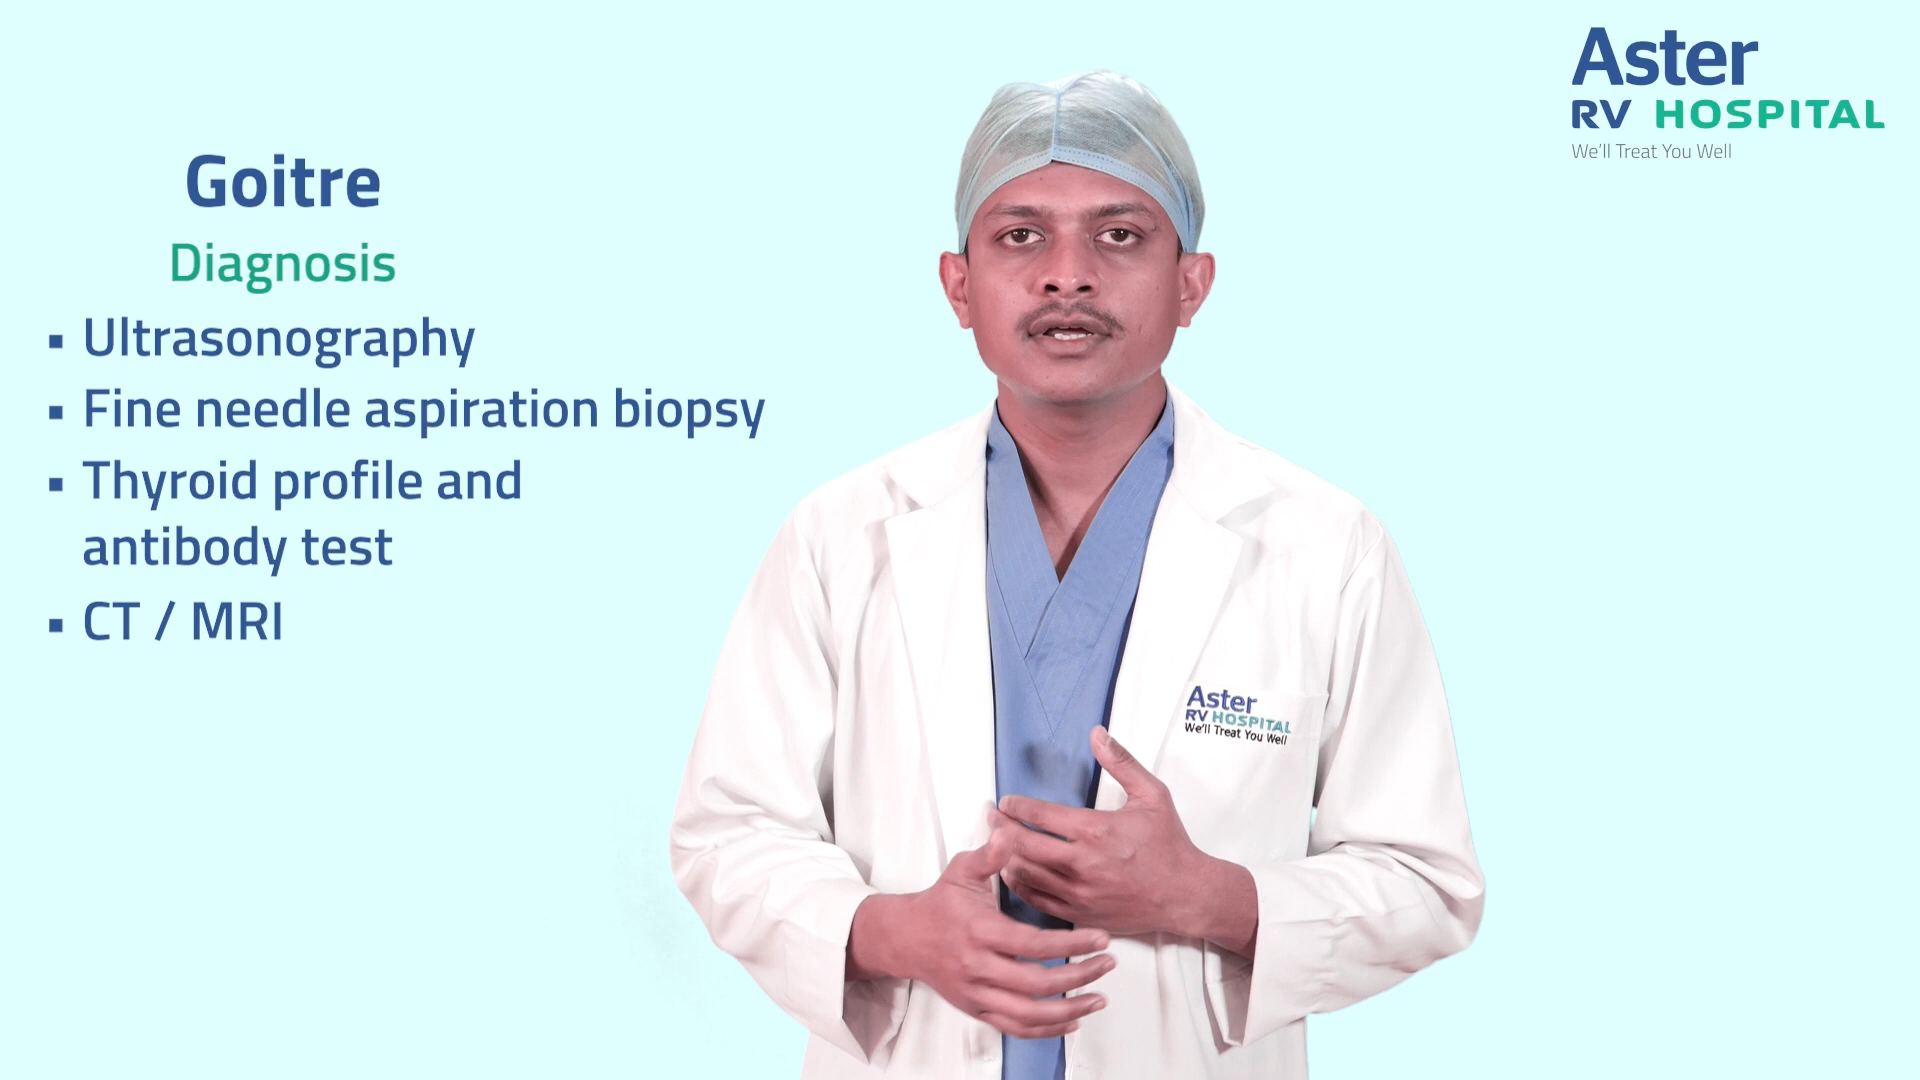 Aster
RV HOSPITAL
We'll Treat You Well
Goitre
Diagnosis
▪ Ultrasonography
▪ Fine needle aspiration biopsy
▪ Thyroid profile and
antibody test
▪ CT / MRI
Aster
RV HOSPITAL
We'll Treat You Well